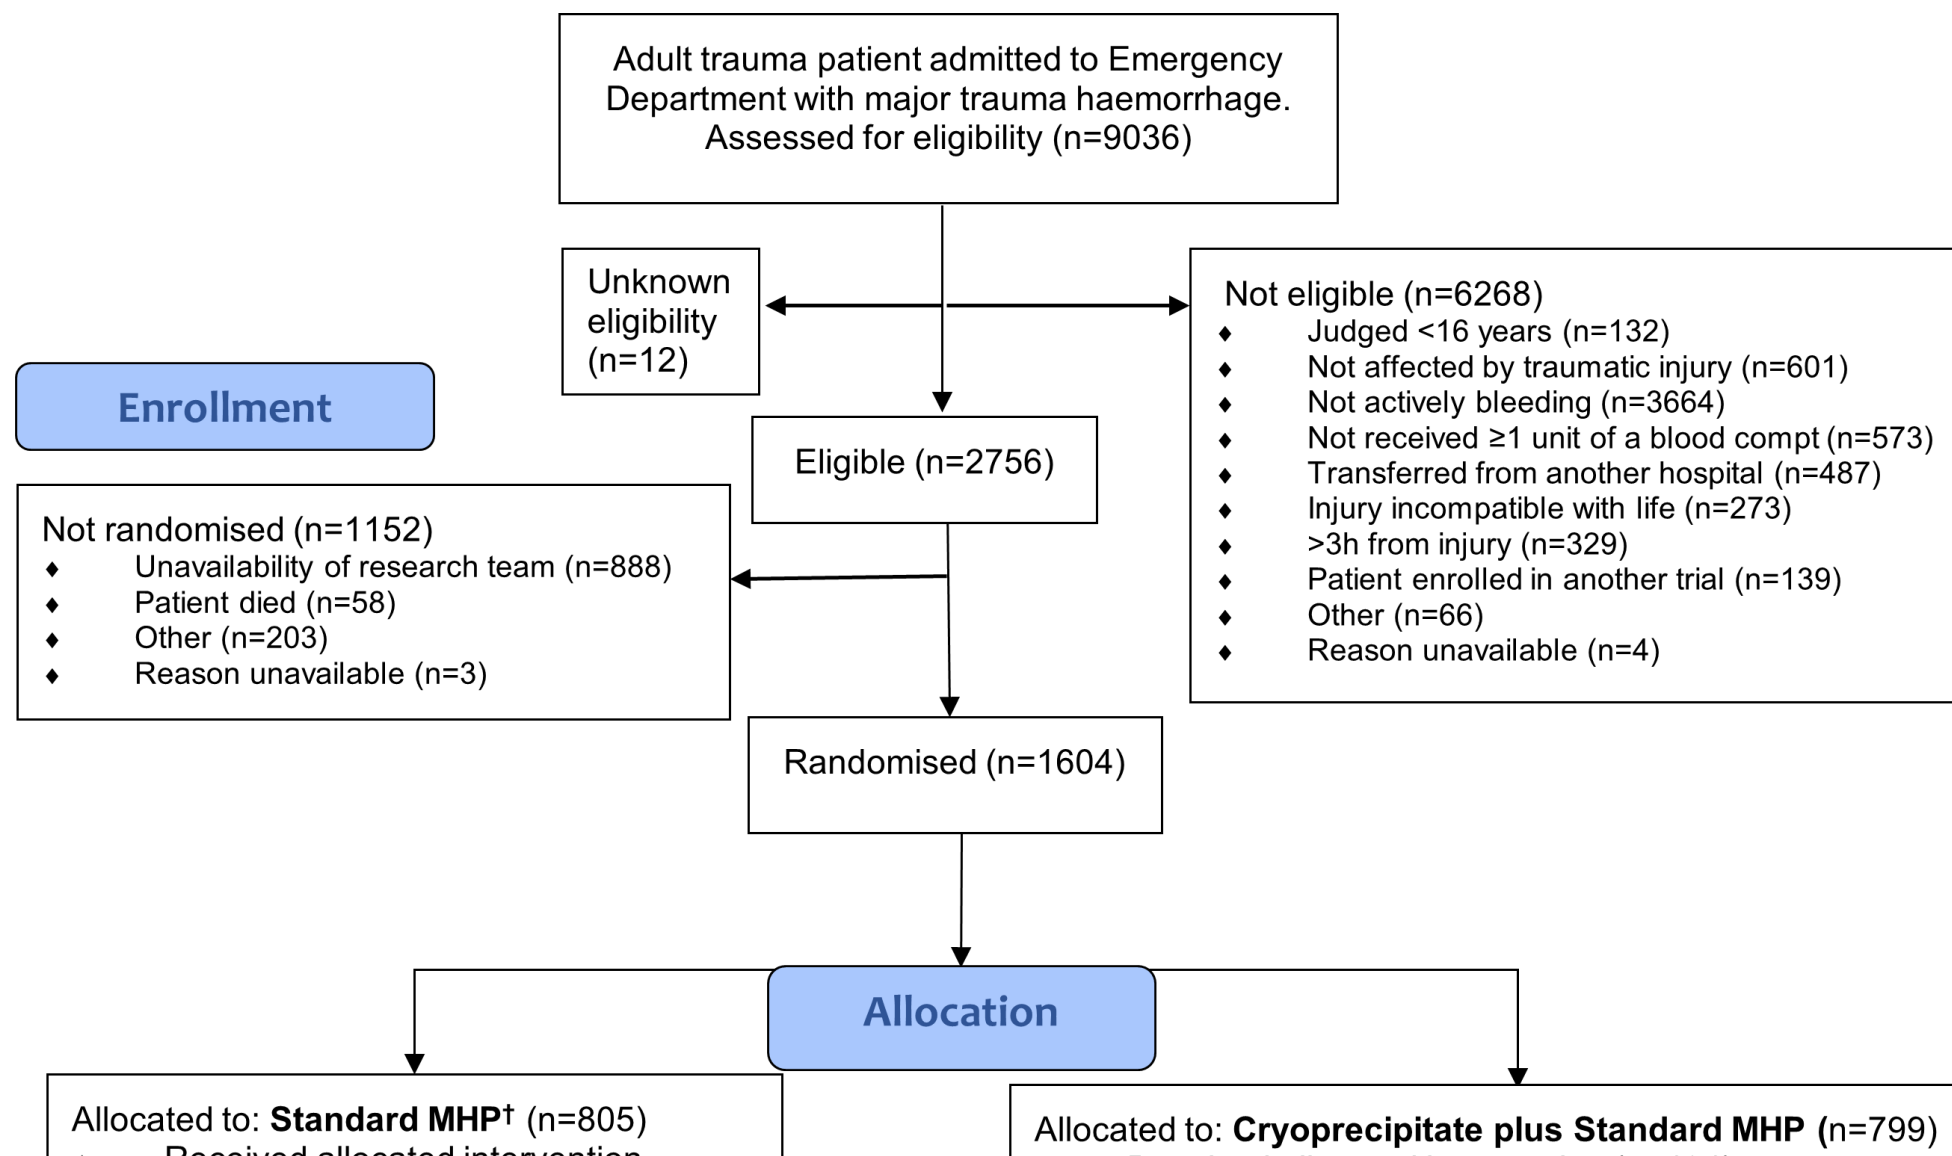 Adult trauma patient admitted to Emergency
Department with major trauma haemorrhage.
Assessed for eligibility (n=9036)
Unknown
eligibility
(n=12)
Not eligible (n=6268)
♦ Judged <16 years (n=132)
♦ Not affected by traumatic injury (n=601)
♦ Not actively bleeding (n=3664)
♦ Not received ≥1 unit of a blood compt (n=573)
♦ Transferred from another hospital (n=487)
♦ Injury incompatible with life (n=273)
♦ >3h from injury (n=329)
♦ Patient enrolled in another trial (n=139)
♦ Other (n=66)
♦ Reason unavailable (n=4)
Enrollment
Eligible (n=2756)
Not randomised (n=1152)
♦ Unavailability of research team (n=888)
♦ Patient died (n=58)
♦ Other (n=203)
♦ Reason unavailable (n=3)
Randomised (n=1604)
Allocation
Allocated to: Standard MHP† (n=805)
Received allocated intervention
Allocated to: Cryoprecipitate plus Standard MHP (n=799)